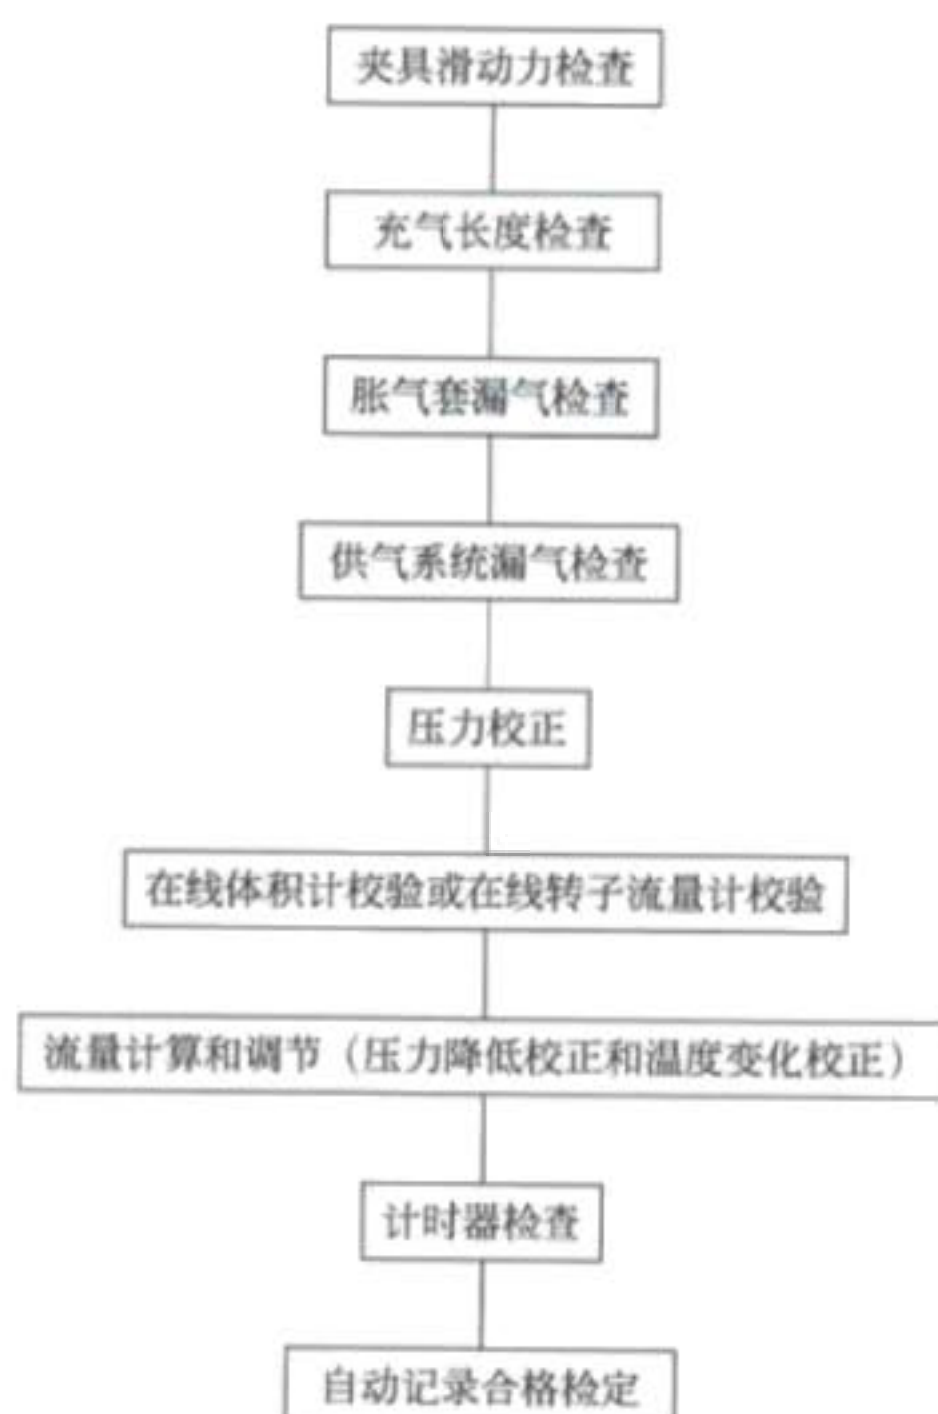 夹具滑动力检查
充气长度检查
胀气套漏气检查
供气系统漏气检查
压力校正
在线体积计校验或在线转子流量计校验
流量计算和调节（压力降低校正和温度变化校正）
计时器检查
自动记录合格检定